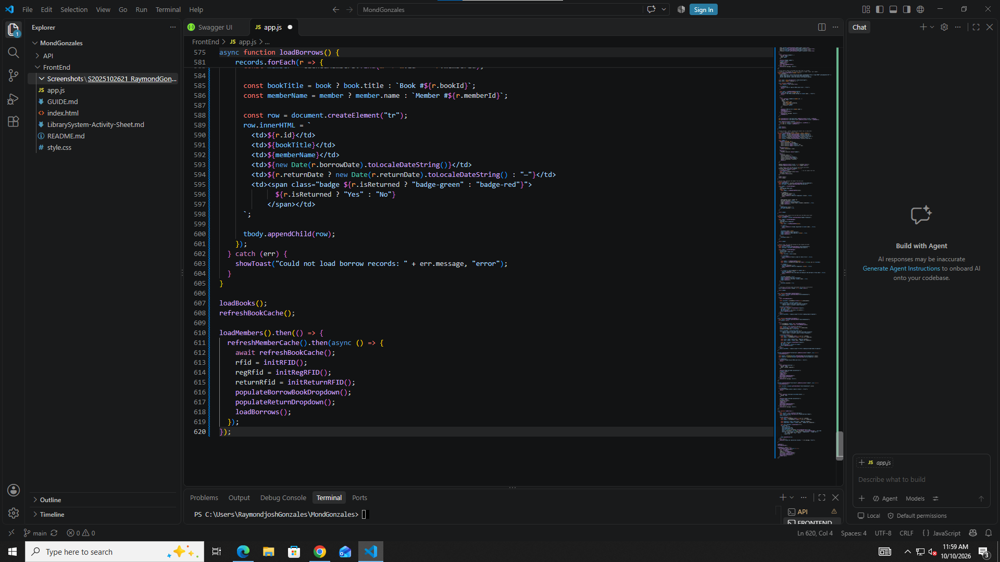 File Edit Selection View Go Run Terminal Help
MondGonzales
Sign In
Explorer
MondGonzales
API
FrontEnd
Screenshots\S2025102621_RaymondGon...
JS app.js
GUIDE.md
<> index.html
LibrarySystem-Activity-Sheet.md
README.md
# style.css
Outline
Timeline
Swagger UI
JS app.js
FrontEnd > JS app.js > ...
575 async function loadBorrows() {
581 records.forEach(r => {
584
585 const bookTitle = book ? book.title : `Book #${r.bookId}`;
586 const memberName = member ? member.name : `Member #${r.memberId}`;
587
588 const row = document.createElement("tr");
589 row.innerHTML = `
590 <td>${r.id}</td>
591 <td>${bookTitle}</td>
592 <td>${memberName}</td>
593 <td>${new Date(r.borrowDate).toLocaleDateString()}</td>
594 <td>${r.returnDate ? new Date(r.returnDate).toLocaleDateString() : "—"}</td>
595 <td><span class="badge ${r.isReturned ? "badge-green" : "badge-red"}">
596 ${r.isReturned ? "Yes" : "No"}
597 </span></td>
598 `;
599
600 tbody.appendChild(row);
601 });
602 } catch (err) {
603 showToast("Could not load borrow records: " + err.message, "error");
604 }
605 }
606
607 loadBooks();
608 refreshBookCache();
609
610 loadMembers().then(() => {
611 refreshMemberCache().then(async () => {
612 await refreshBookCache();
613 rfid = initRFID();
614 regRfid = initRegRFID();
615 returnRfid = initReturnRFID();
616 populateBorrowBookDropdown();
617 populateReturnDropdown();
618 loadBorrows();
619 });
620 });
Problems Output Debug Console Terminal Ports
PS C:\Users\RaymondjoshGonzales\MondGonzales>
API
FRONTEND
Chat
Build with Agent
AI responses may be inaccurate
Generate Agent Instructions to onboard AI
onto your codebase.
JS app.js
Describe what to build
Agent Models
Local Default permissions
main 0 0
Ln 620, Col 4 Spaces: 4 UTF-8 CRLF {} JavaScript
Type here to search
11:59 AM
10/10/2026
3